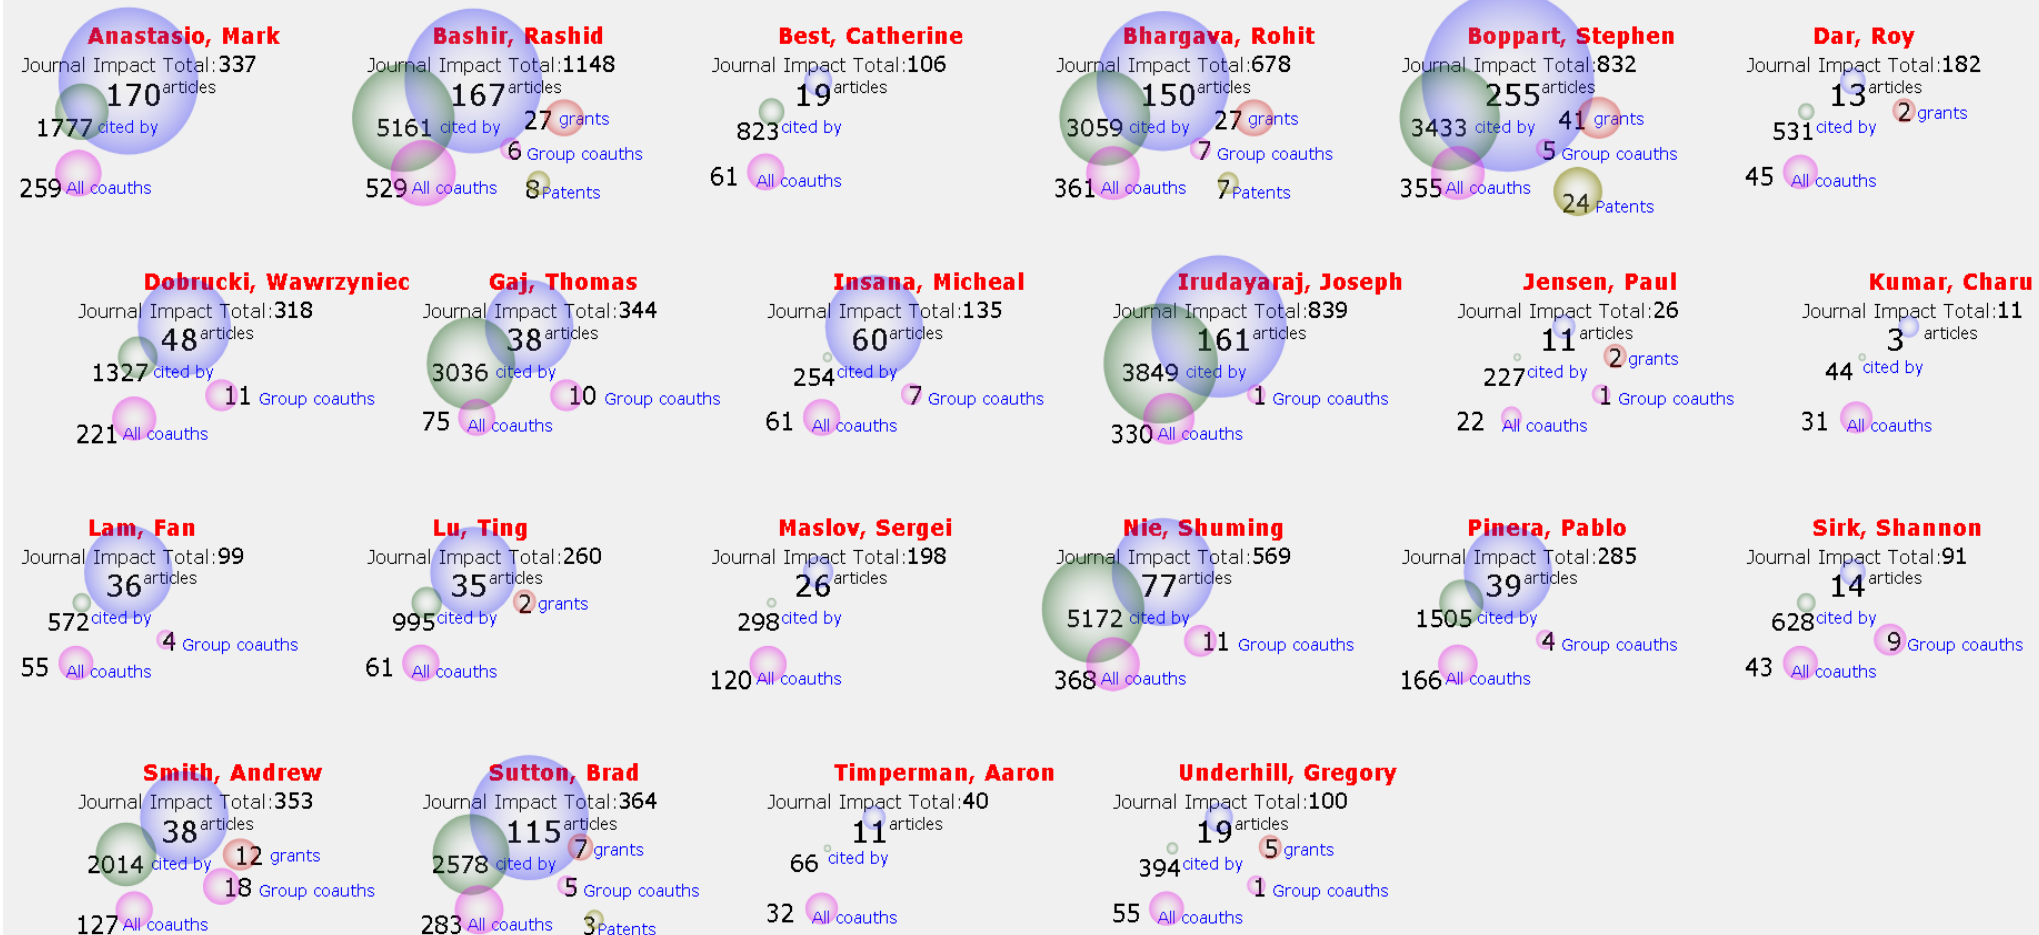 Anastasio, Mark
Journal Impact Total:337
170 articles
1777 cited by
259 All coauths
Bashir, Rashid
Journal Impact Total:1148
167 articles
5161 cited by
27 grants
6 Group coauths
529 All coauths
8 Patents
Best, Catherine
Journal Impact Total:106
19 articles
823 cited by
61 All coauths
Bhargava, Rohit
Journal Impact Total:678
150 articles
3059 cited by
27 grants
7 Group coauths
361 All coauths
7 Patents
Boppart, Stephen
Journal Impact Total:832
255 articles
3433 cited by
41 grants
5 Group coauths
355 All coauths
24 Patents
Dar, Roy
Journal Impact Total:182
13 articles
531 cited by
2 grants
45 All coauths
Dobrucki, Wawrzyniec
Journal Impact Total:318
48 articles
1327 cited by
11 Group coauths
221 All coauths
Gaj, Thomas
Journal Impact Total:344
38 articles
3036 cited by
10 Group coauths
75 All coauths
Insana, Micheal
Journal Impact Total:135
60 articles
254 cited by
7 Group coauths
61 All coauths
Irudayaraj, Joseph
Journal Impact Total:839
161 articles
3849 cited by
1 Group coauths
330 All coauths
Jensen, Paul
Journal Impact Total:26
11 articles
227 cited by
2 grants
1 Group coauths
22 All coauths
Kumar, Charu
Journal Impact Total:11
3 articles
44 cited by
31 All coauths
Lam, Fan
Journal Impact Total:99
36 articles
572 cited by
4 Group coauths
55 All coauths
Lu, Ting
Journal Impact Total:260
35 articles
995 cited by
2 grants
61 All coauths
Maslov, Sergei
Journal Impact Total:198
26 articles
298 cited by
120 All coauths
Nie, Shuming
Journal Impact Total:569
77 articles
5172 cited by
11 Group coauths
368 All coauths
Pinera, Pablo
Journal Impact Total:285
39 articles
1505 cited by
4 Group coauths
166 All coauths
Sirk, Shannon
Journal Impact Total:91
14 articles
628 cited by
9 Group coauths
43 All coauths
Smith, Andrew
Journal Impact Total:353
38 articles
2014 cited by
12 grants
18 Group coauths
127 All coauths
Sutton, Brad
Journal Impact Total:364
115 articles
2578 cited by
7 grants
5 Group coauths
283 All coauths
3 Patents
Timperman, Aaron
Journal Impact Total:40
11 articles
66 cited by
32 All coauths
Underhill, Gregory
Journal Impact Total:100
19 articles
394 cited by
5 grants
1 Group coauths
55 All coauths